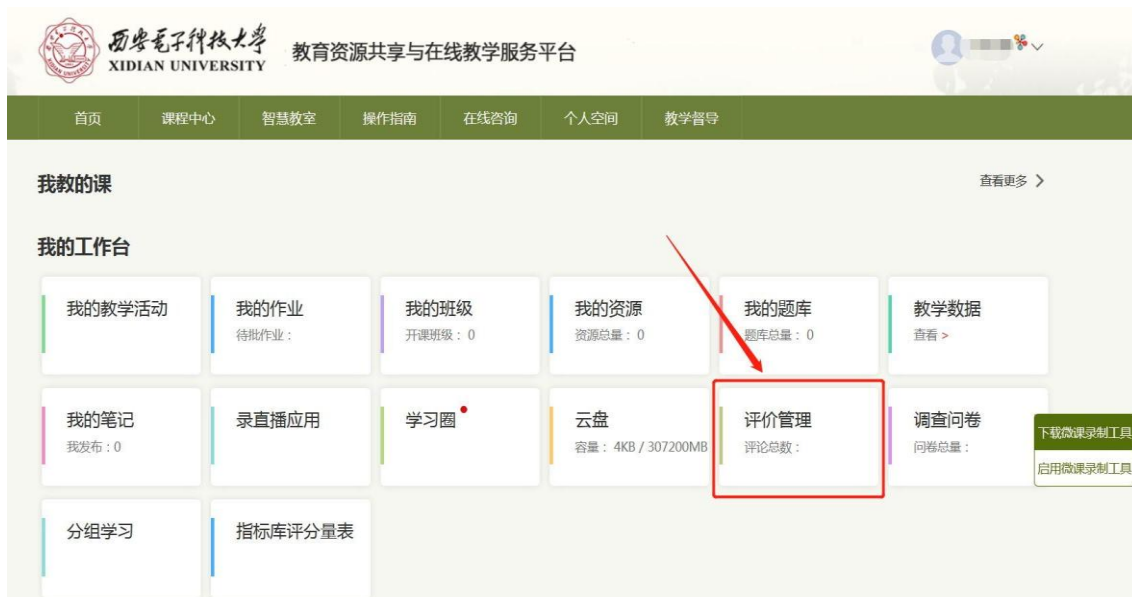 西安电子科技大学
XIDIAN UNIVERSITY
教育资源共享与在线教学服务平台
首页 课程中心 智慧教室 操作指南 在线咨询 个人空间 教学督导
我教的课
查看更多 >
我的工作台
我的教学活动
我的作业
待批作业：
我的班级
开课班级： 0
我的资源
资源总量： 0
我的题库
题库总量： 0
教学数据
查看 >
我的笔记
我发布：0
录直播应用
学习圈
云盘
容量： 4KB / 307200MB
评价管理
评论总数：
调查问卷
问卷总量：
下载微课录制工具
启用微课录制工具
分组学习
指标库评分量表